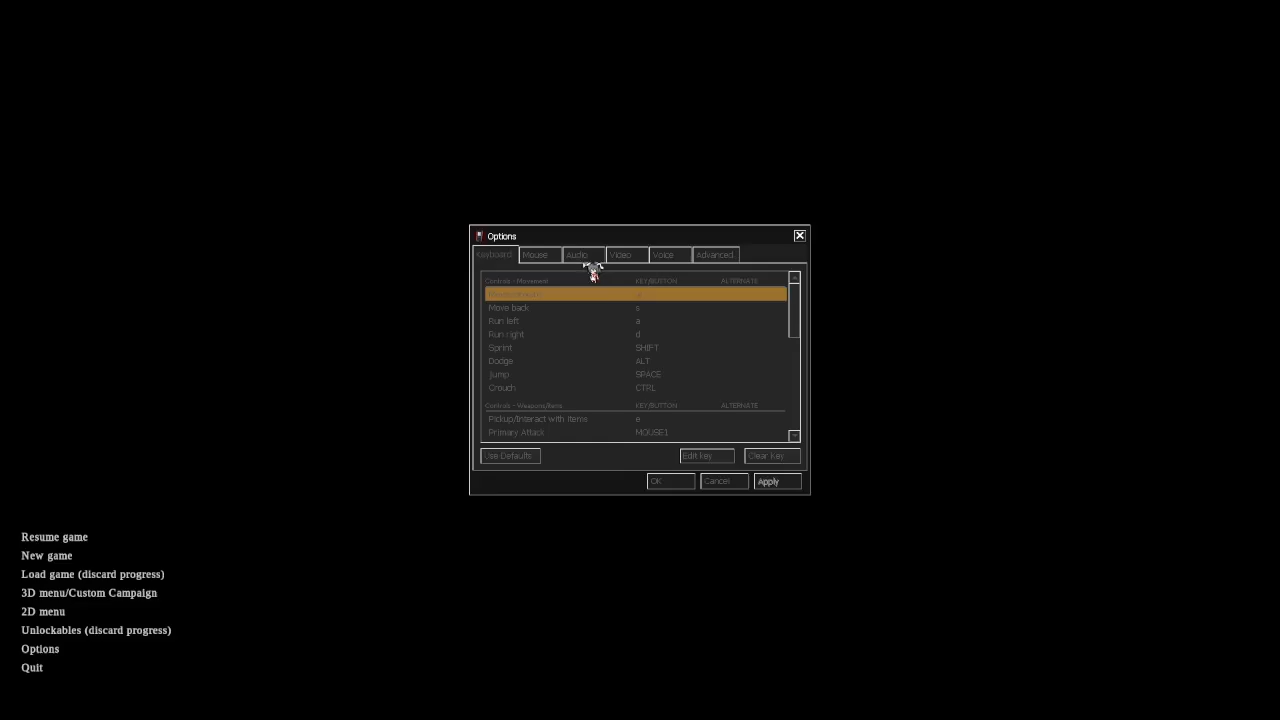 Options
Keyboard Mouse Audio Video Voice Advanced
Controls - Movement KEY/BUTTON ALTERNATE
Move back s
Run left a
Run right d
Sprint SHIFT
Dodge ALT
Jump SPACE
Crouch CTRL
Controls - Weapons/Items KEY/BUTTON ALTERNATE
Pickup/Interact with items e
Primary Attack MOUSE1
Use Defaults Edit key Clear Key
OK Cancel Apply
Resume game
New game
Load game (discard progress)
3D menu/Custom Campaign
2D menu
Unlockables (discard progress)
Options
Quit